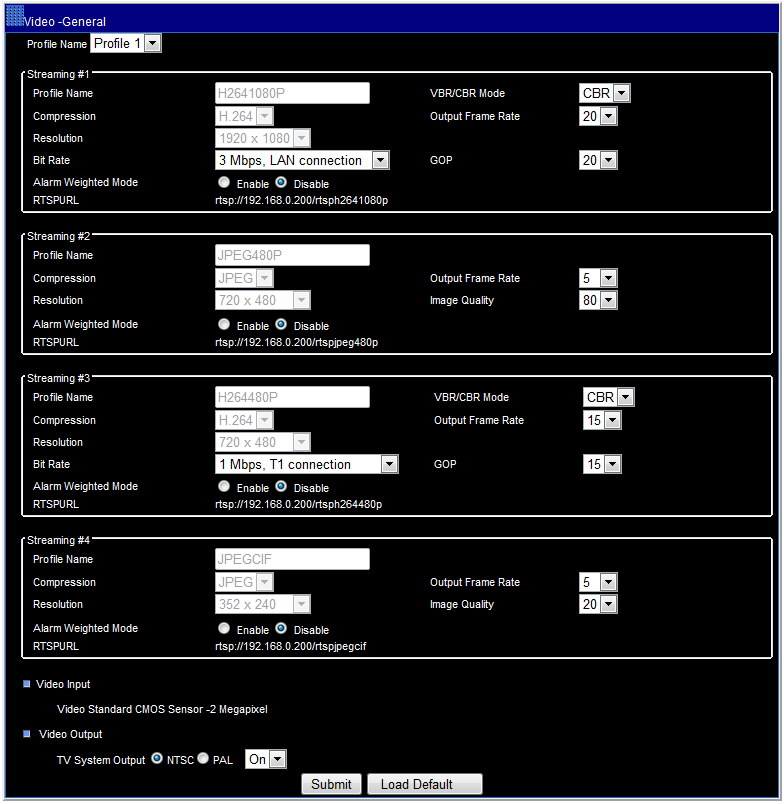 Video -General
Profile Name Profile 1
Streaming #1
Profile Name H2641080P VBR/CBR Mode CBR
Compression H.264 Output Frame Rate 20
Resolution 1920 x 1080
Bit Rate 3 Mbps, LAN connection GOP 20
Alarm Weighted Mode Enable Disable
RTSPURL rtsp://192.168.0.200/rtsph2641080p
Streaming #2
Profile Name JPEG480P
Compression JPEG Output Frame Rate 5
Resolution 720 x 480 Image Quality 80
Alarm Weighted Mode Enable Disable
RTSPURL rtsp://192.168.0.200/rtspjpeg480p
Streaming #3
Profile Name H264480P VBR/CBR Mode CBR
Compression H.264 Output Frame Rate 15
Resolution 720 x 480
Bit Rate 1 Mbps, T1 connection GOP 15
Alarm Weighted Mode Enable Disable
RTSPURL rtsp://192.168.0.200/rtsph264480p
Streaming #4
Profile Name JPEGCIF
Compression JPEG Output Frame Rate 5
Resolution 352 x 240 Image Quality 20
Alarm Weighted Mode Enable Disable
RTSPURL rtsp://192.168.0.200/rtspjpegcif
Video Input
Video Standard CMOS Sensor -2 Megapixel
Video Output
TV System Output NTSC PAL On
Submit Load Default